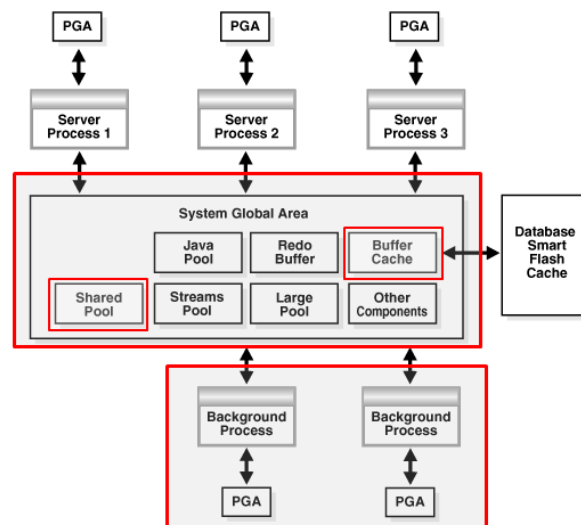 PGA
PGA
PGA
Server
Process 1
Server
Process 2
Server
Process 3
System Global Area
Java
Pool
Redo
Buffer
Buffer
Cache
Database
Smart
Flash
Cache
Shared
Pool
Streams
Pool
Large
Pool
Other
Components
Background
Process
Background
Process
PGA
PGA